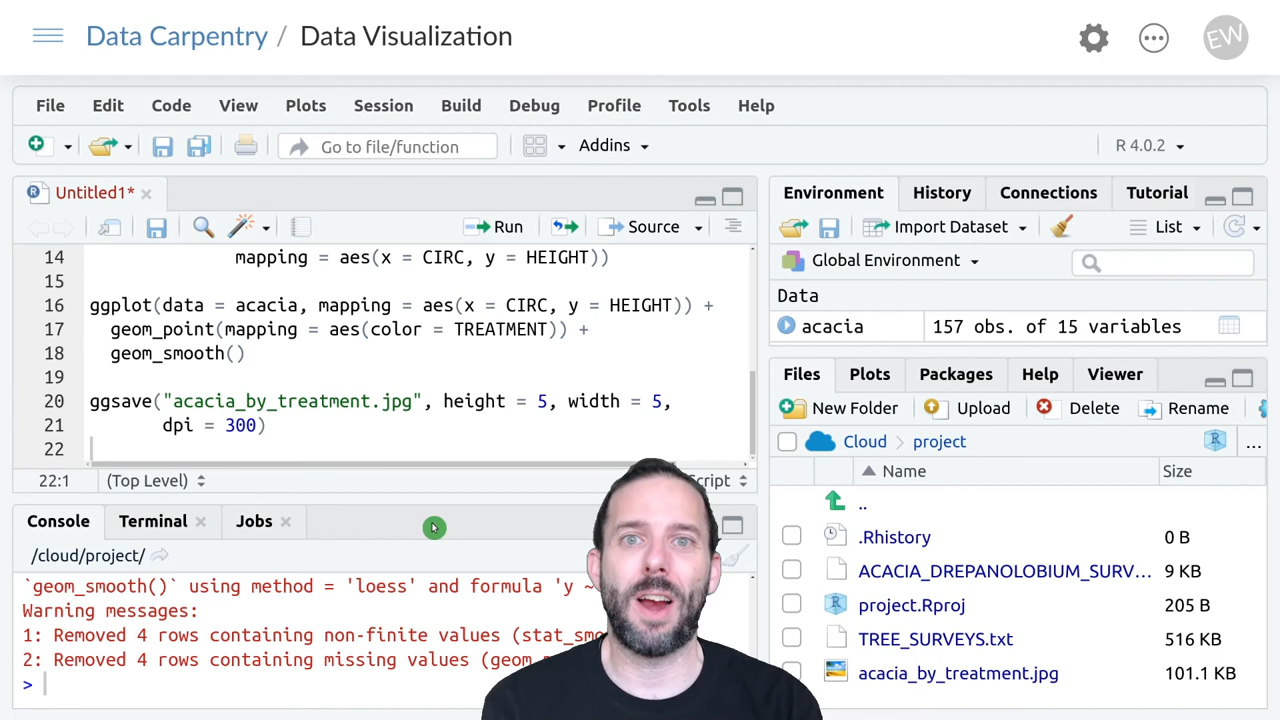 Data Carpentry / Data Visualization
EW
File Edit Code View Plots Session Build Debug Profile Tools Help
Go to file/function Addins R 4.0.2
Untitled1*
Run Source
14 mapping = aes(x = CIRC, y = HEIGHT))
15
16 ggplot(data = acacia, mapping = aes(x = CIRC, y = HEIGHT)) +
17 geom_point(mapping = aes(color = TREATMENT)) +
18 geom_smooth()
19
20 ggsave("acacia_by_treatment.jpg", height = 5, width = 5,
21 dpi = 300)
22
22:1 (Top Level) Script
Console Terminal Jobs
/cloud/project/
`geom_smooth()` using method = 'loess' and formula 'y ~
Warning messages:
1: Removed 4 rows containing non-finite values (stat_smo
2: Removed 4 rows containing missing values (geom_
>
Environment History Connections Tutorial
Import Dataset List
Global Environment
Data
acacia 157 obs. of 15 variables
Files Plots Packages Help Viewer
New Folder Upload Delete Rename
Cloud project ...
Name Size
..
.Rhistory 0 B
ACACIA_DREPANOLOBIUM_SURV... 9 KB
project.Rproj 205 B
TREE_SURVEYS.txt 516 KB
acacia_by_treatment.jpg 101.1 KB